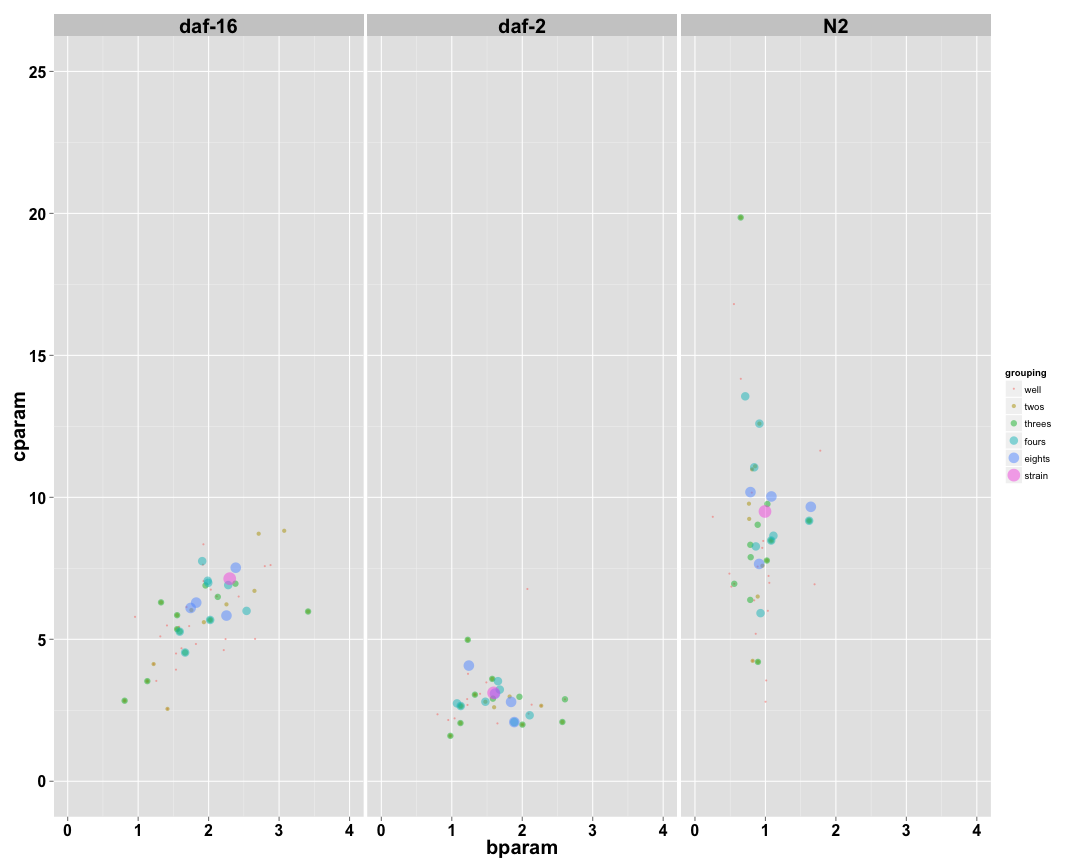 daf-16 daf-2 N2
25
20
15
10
5
0
cparam
0 1 2 3 4 0 1 2 3 4 0 1 2 3 4
bparam
grouping
well
twos
threes
fours
eights
strain